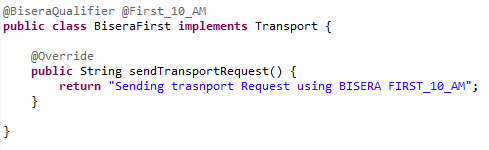 @BiseraQualifier @First_10_AM
public class BiseraFirst implements Transport {
@Override
public String sendTransportRequest() {
return "Sending trasnport Request using BISERA FIRST_10_AM";
}
}